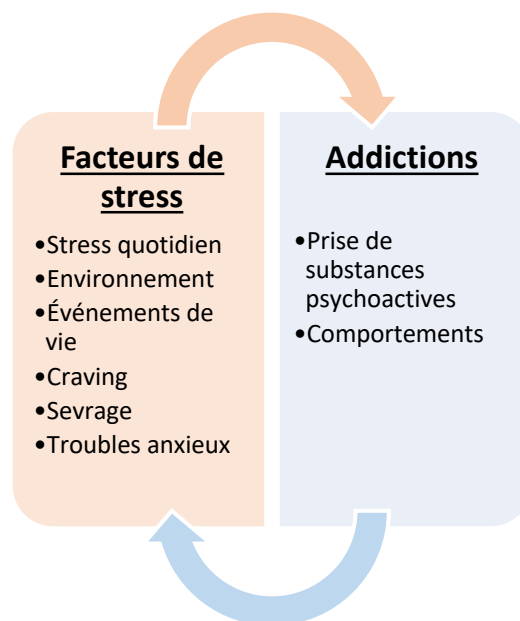 Facteurs de
stress
•Stress quotidien
•Environnement
•Événements de
vie
•Craving
•Sevrage
•Troubles anxieux
Addictions
•Prise de
substances
psychoactives
•Comportements